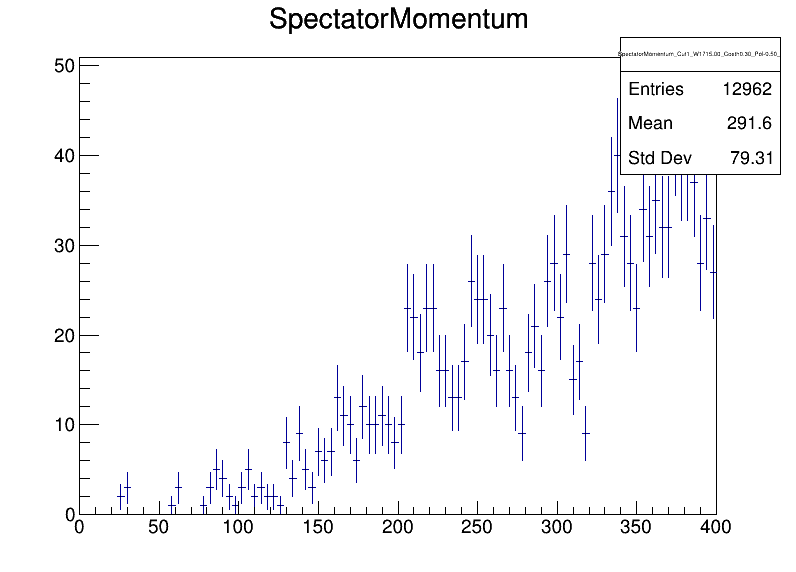 SpectatorMomentum
SpectatorMomentum_Cut1_W1715.00_Costh0.30_Pol-0.50_
Entries 12962
Mean 291.6
Std Dev 79.31
50
40
30
20
10
0
0 50 100 150 200 250 300 350 400